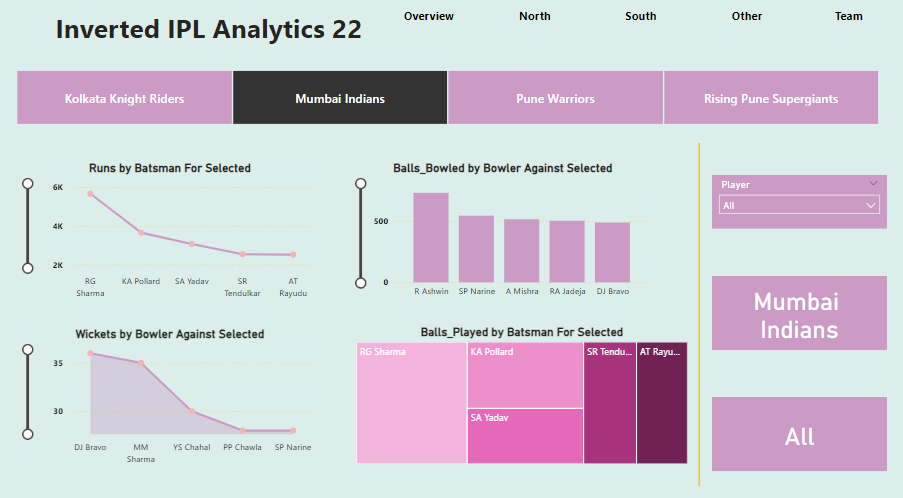 Inverted IPL Analytics 22
Overview
North
South
Other
Team
Kolkata Knight Riders
Mumbai Indians
Pune Warriors
Rising Pune Supergiants
Runs by Batsman For Selected
6K
4K
2K
RG
Sharma
KA Pollard
SA Yadav
SR
Tendulkar
AT
Rayudu
Balls_Bowled by Bowler Against Selected
500
0
R Ashwin
SP Narine
A Mishra
RA Jadeja
DJ Bravo
Player
All
Mumbai
Indians
Wickets by Bowler Against Selected
35
30
DJ Bravo
MM
Sharma
YS Chahal
PP Chawla
SP Narine
Balls_Played by Batsman For Selected
RG Sharma
KA Pollard
SA Yadav
SR Tendu...
AT Rayu...
All